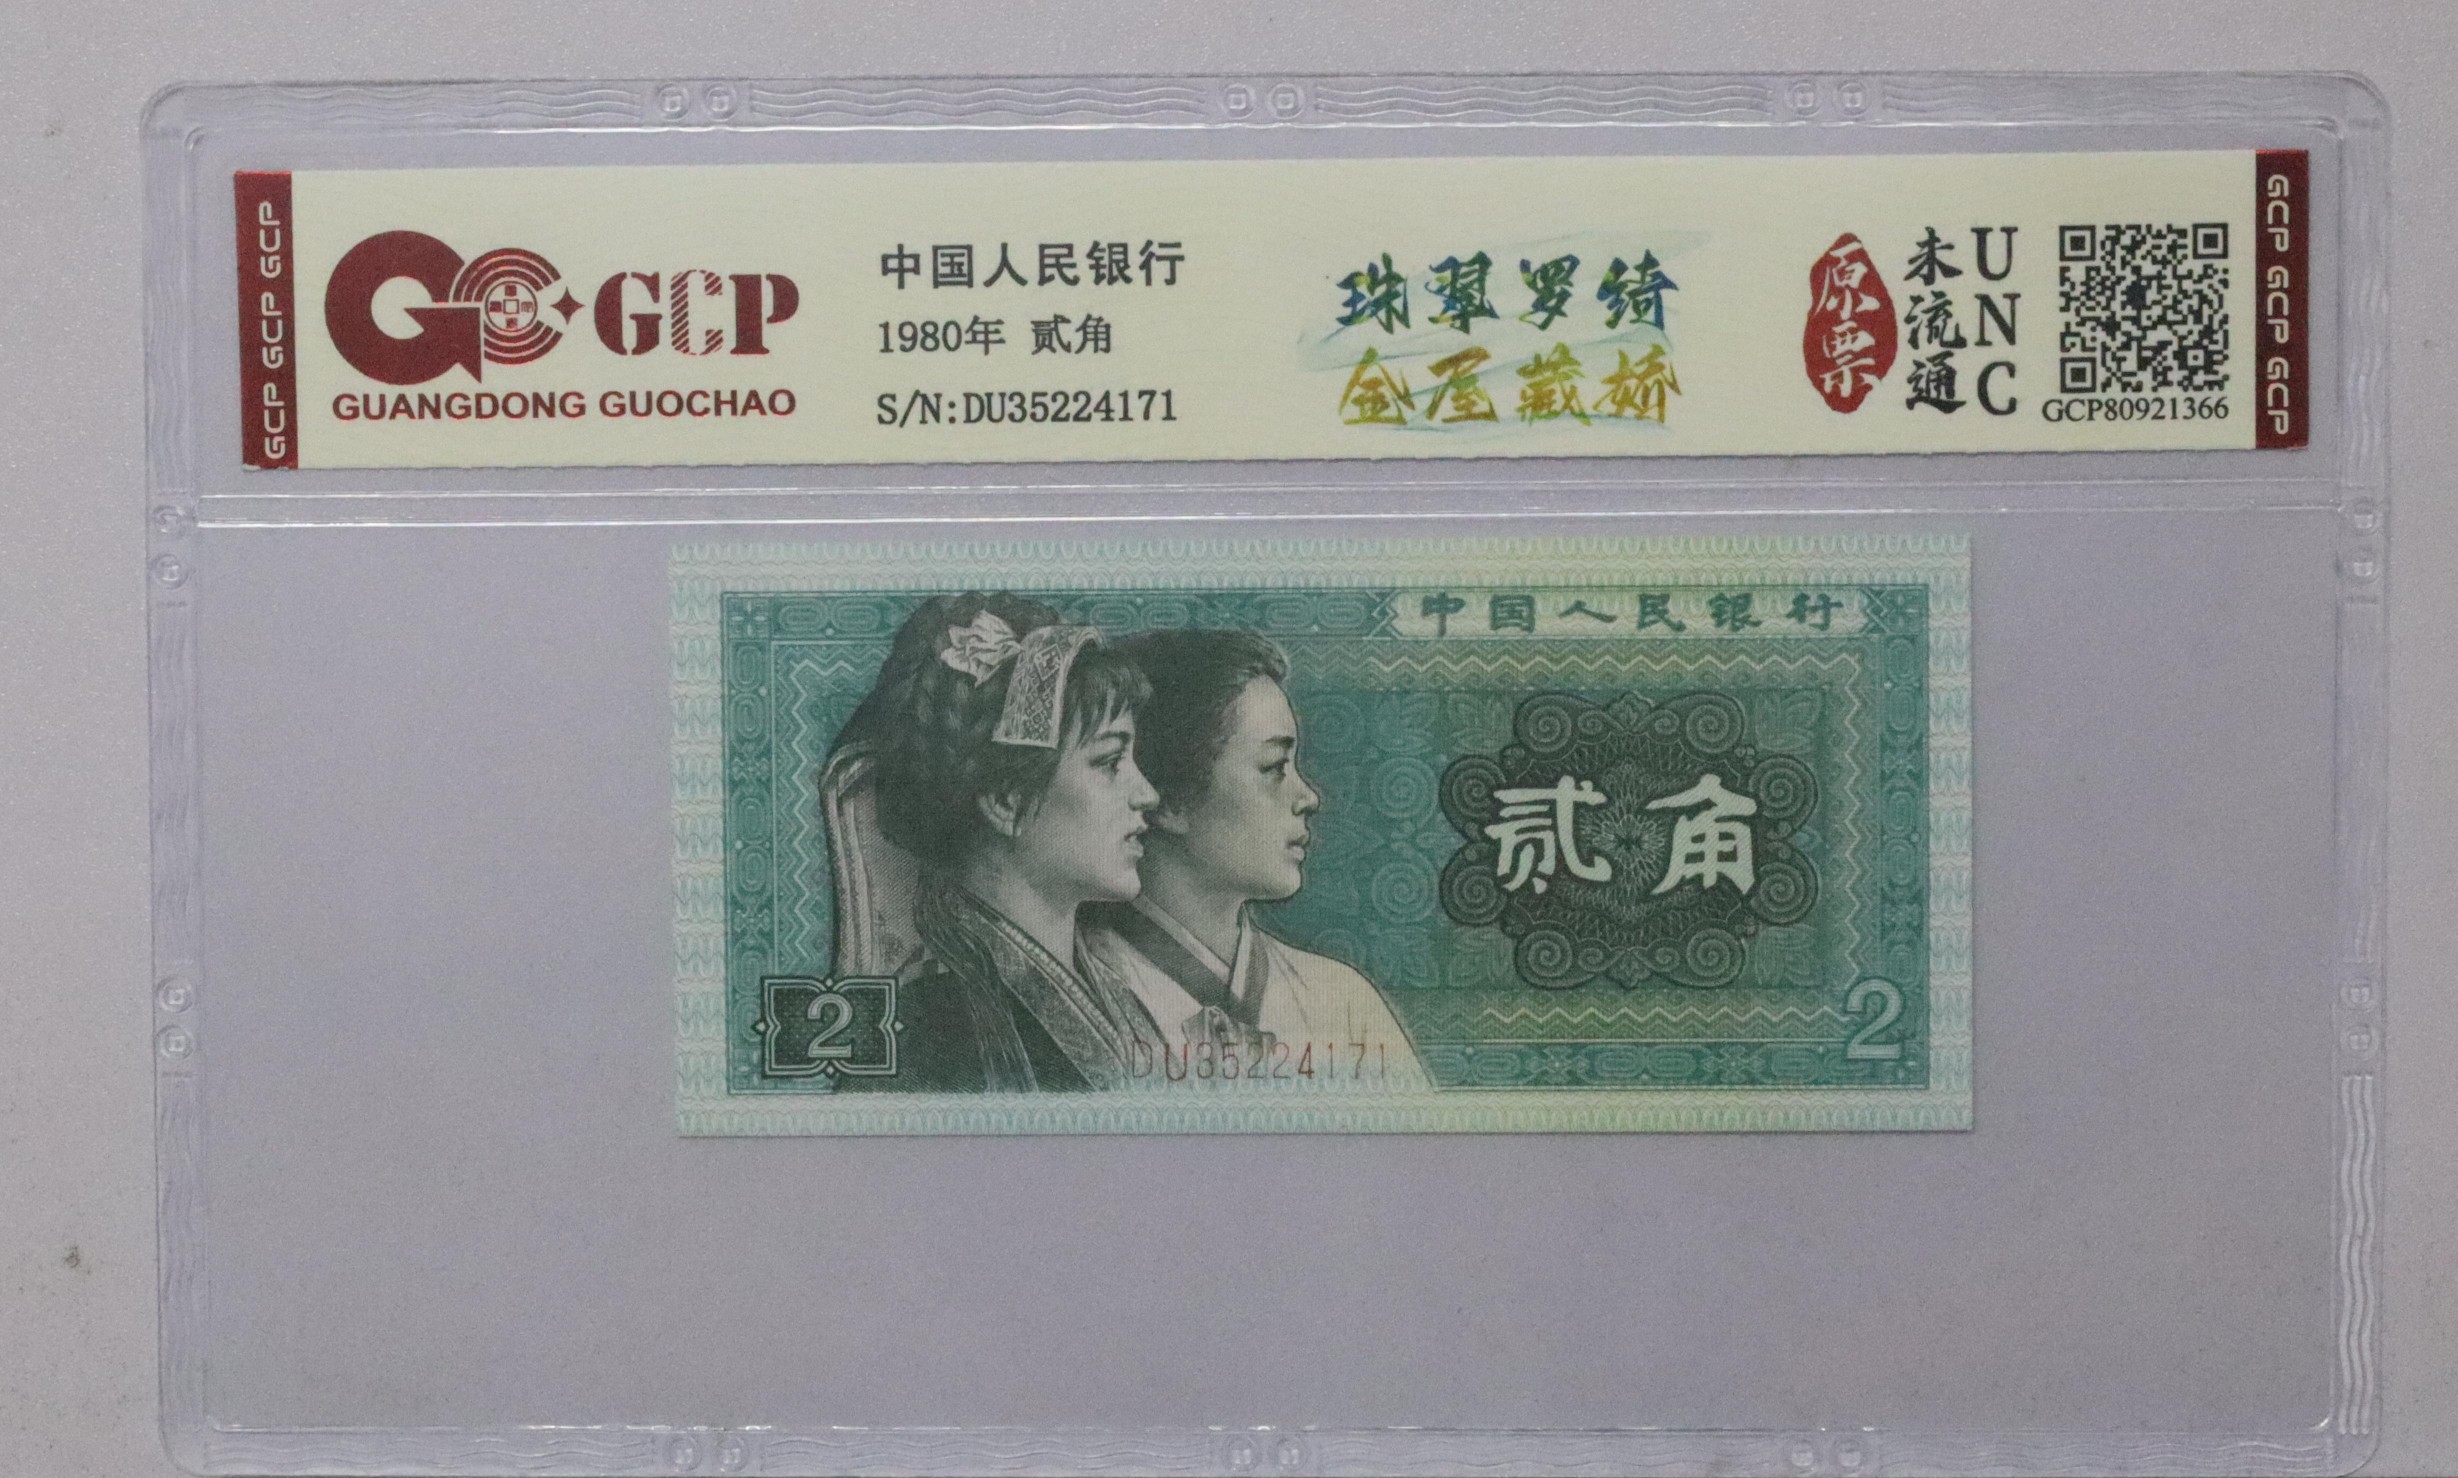 GCP GCP GCP
GCP
GUANGDONG GUOCHAO
中国人民银行
1980年 贰角
S/N:DU35224171
珠翠罗绮
金屋藏娇
原票
未流通
UNC
GCP80921366
GCP GCP GCP
中国人民银行
贰角
2
2
DU35224171